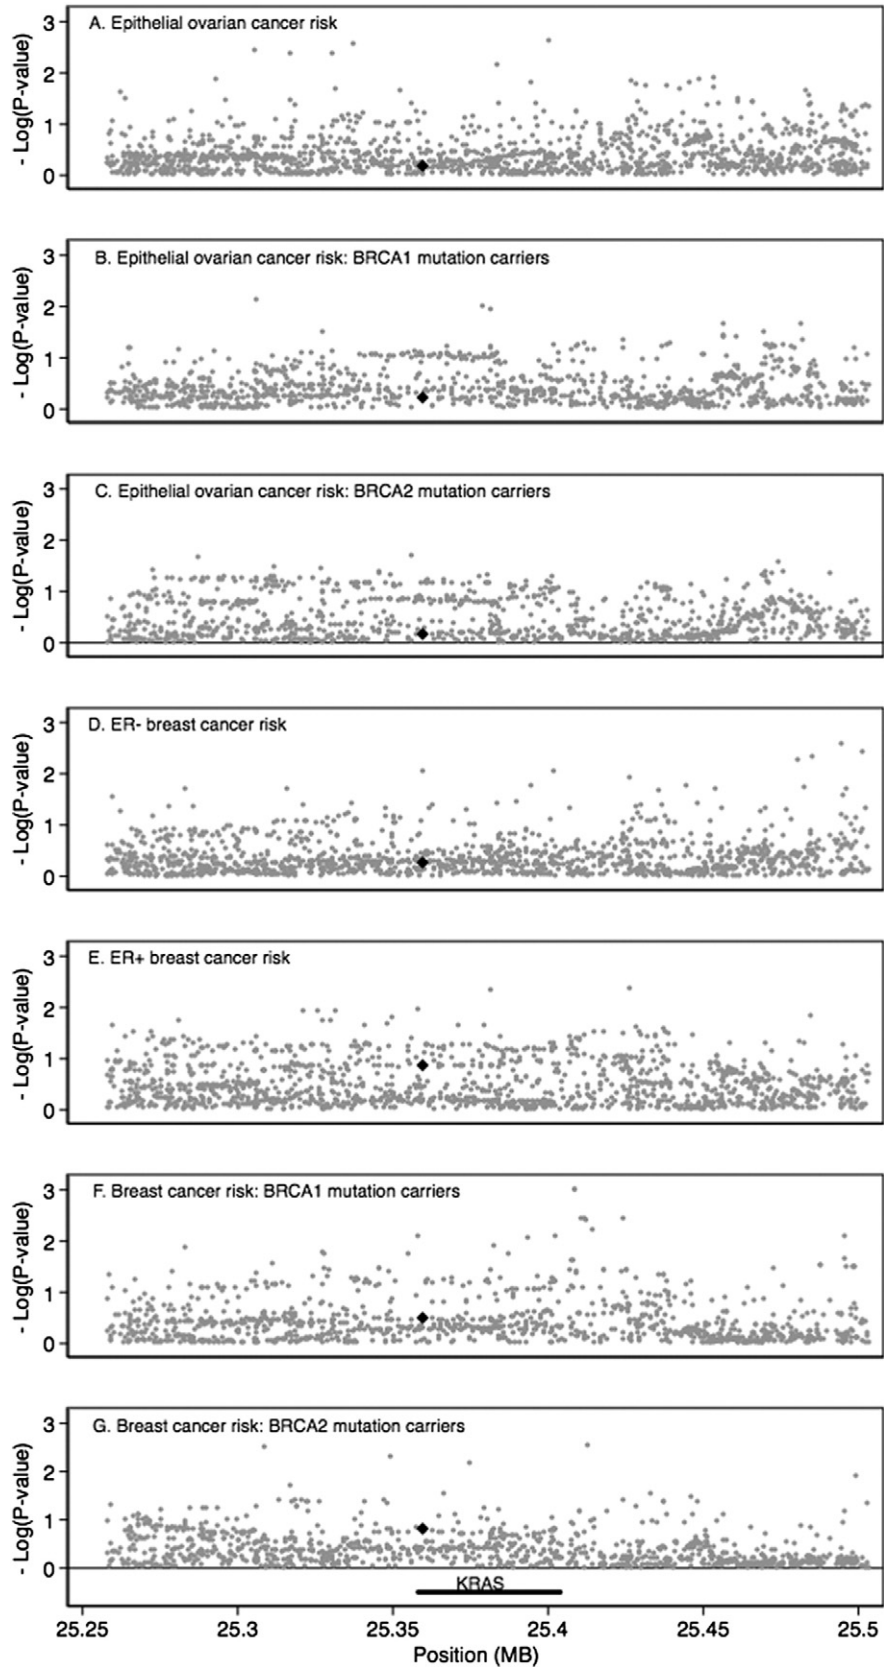 A. Epithelial ovarian cancer risk
3
2
1
0
- Log(P-value)
B. Epithelial ovarian cancer risk: BRCA1 mutation carriers
3
2
1
0
- Log(P-value)
C. Epithelial ovarian cancer risk: BRCA2 mutation carriers
3
2
1
0
- Log(P-value)
D. ER- breast cancer risk
3
2
1
0
- Log(P-value)
E. ER+ breast cancer risk
3
2
1
0
- Log(P-value)
F. Breast cancer risk: BRCA1 mutation carriers
3
2
1
0
- Log(P-value)
G. Breast cancer risk: BRCA2 mutation carriers
3
2
1
0
- Log(P-value)
KRAS
25.25 25.3 25.35 25.4 25.45 25.5
Position (MB)